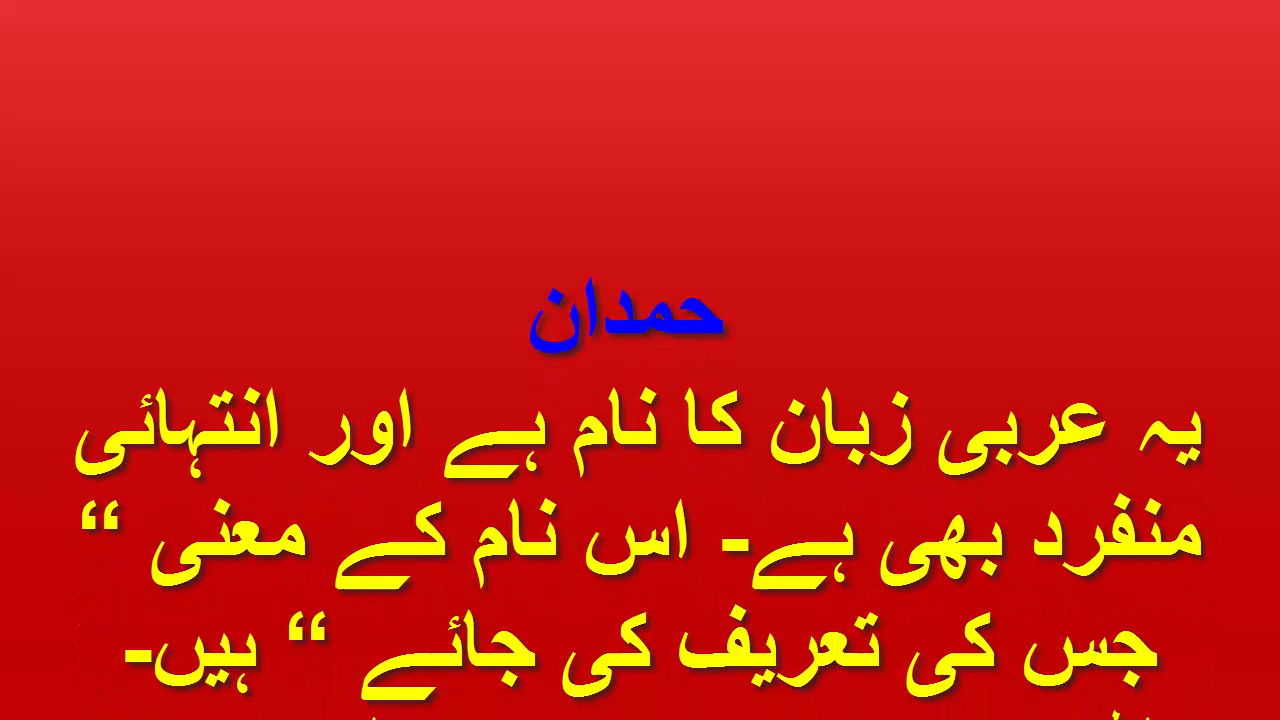 حمدان
یہ عربی زبان کا نام ہے اور انتہائی
منفرد بھی ہے۔ اس نام کے معنی “
جس کی تعریف کی جائے “ ہیں۔